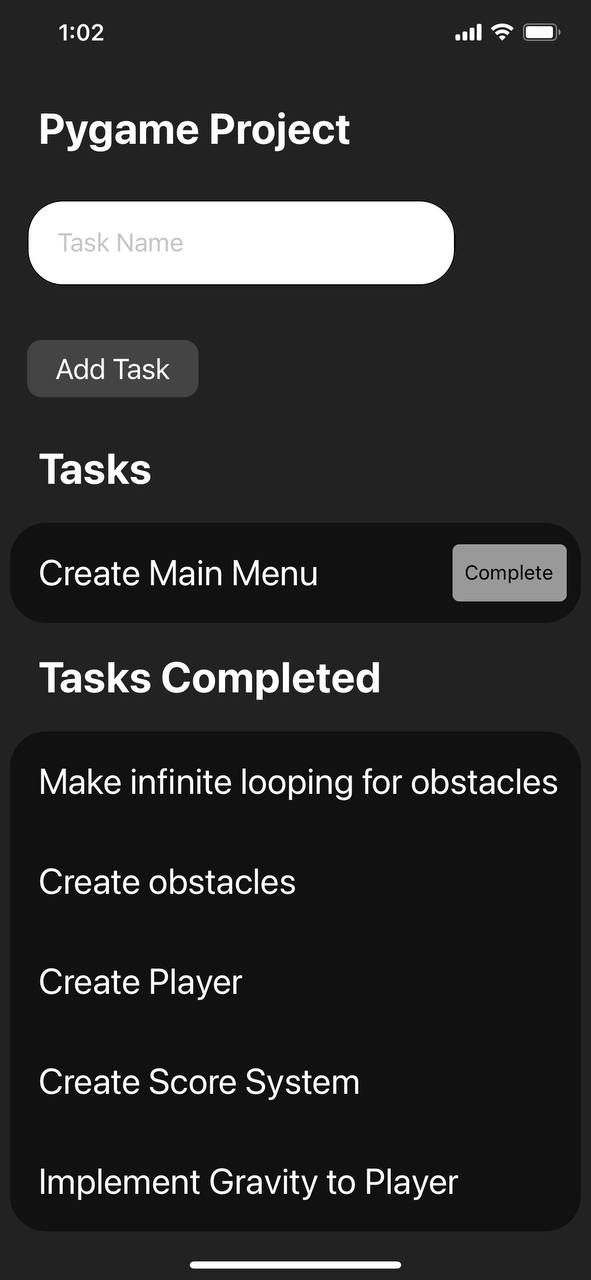 1:02
Pygame Project
Task Name
Add Task
Tasks
Create Main Menu
Complete
Tasks Completed
Make infinite looping for obstacles
Create obstacles
Create Player
Create Score System
Implement Gravity to Player